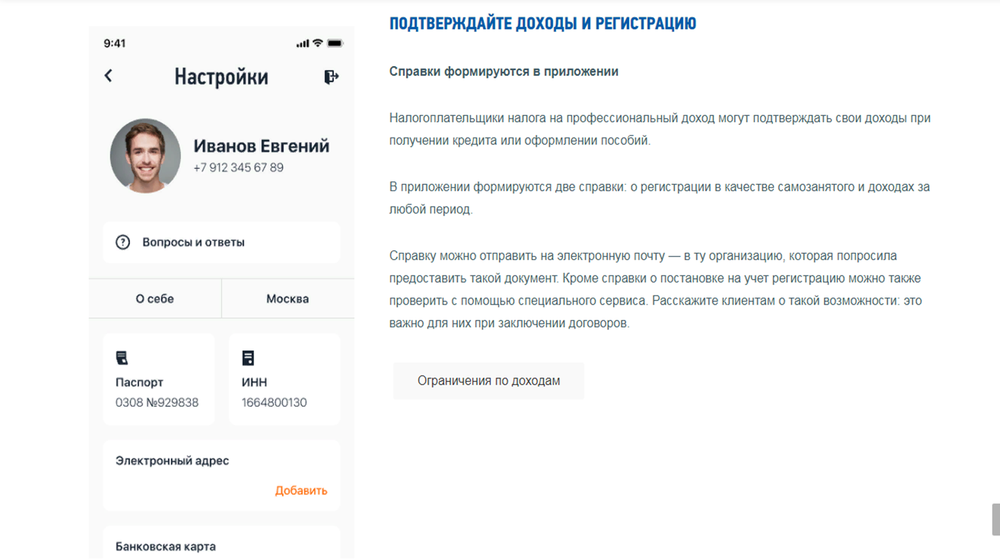 9:41
Настройки
Иванов Евгений
+7 912 345 67 89
Вопросы и ответы
О себе
Москва
Паспорт
0308 №929838
ИНН
1664800130
Электронный адрес
Добавить
Банковская карта
ПОДТВЕРЖДАЙТЕ ДОХОДЫ И РЕГИСТРАЦИЮ
Справки формируются в приложении
Налогоплательщики налога на профессиональный доход могут подтверждать свои доходы при
получении кредита или оформлении пособий.
В приложении формируются две справки: о регистрации в качестве самозанятого и доходах за
любой период.
Справку можно отправить на электронную почту — в ту организацию, которая попросила
предоставить такой документ. Кроме справки о постановке на учет регистрацию можно также
проверить с помощью специального сервиса. Расскажите клиентам о такой возможности: это
важно для них при заключении договоров.
Ограничения по доходам